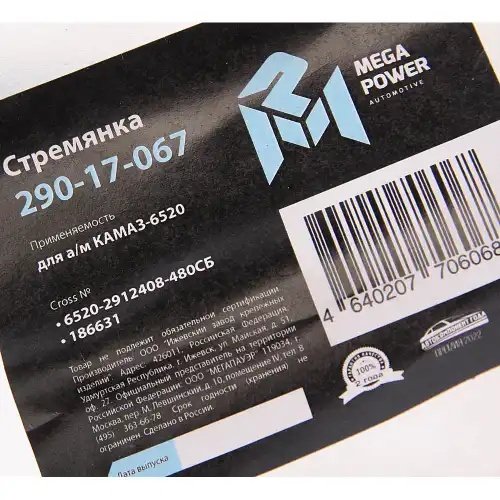 MEGA
POWER
AUTOMOTIVE
Стремянка
290-17-067
Применяемость
для а/м КАМАЗ-6520
Cross №
• 6520-2912408-480СБ
• 186631
4 640207 706068
Товар не подлежит обязательной сертификации
Производитель: ООО "Ижевский завод крепежных
изделий" Адрес: 426011, Российская Федерация,
Удмуртская Республика, г. Ижевск, ул. Майская, д. 51,
оф. 27. Официальный представитель на территории
Российской Федерации: ООО "МЕГАПАУЭР" 119034, г.
Москва, пер. М. Левшинский, д. 10, помещение IV, тел. 8
(495) 363-66-78 Срок годности (хранения) не
ограничен. Сделано в России.
100%
2 года
Дата выпуска